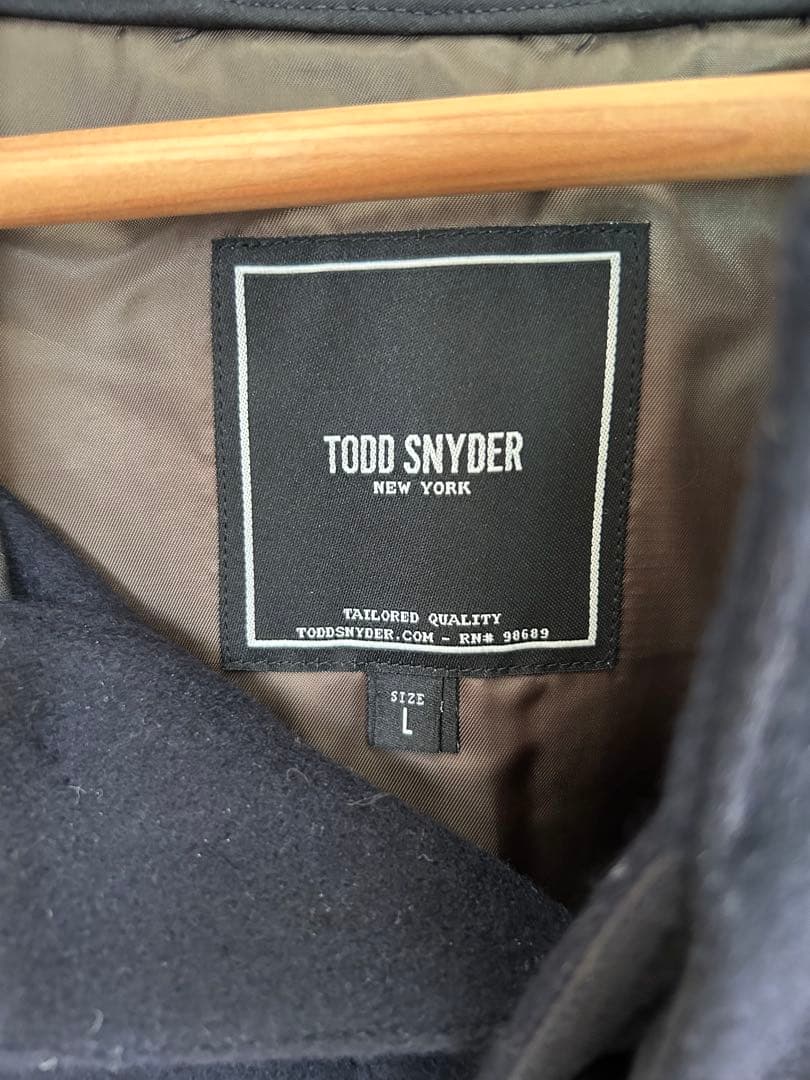 TODD SNYDER
NEW YORK
TAILORED QUALITY
TODDSNYDER.COM - RN# 98689
SIZE
L